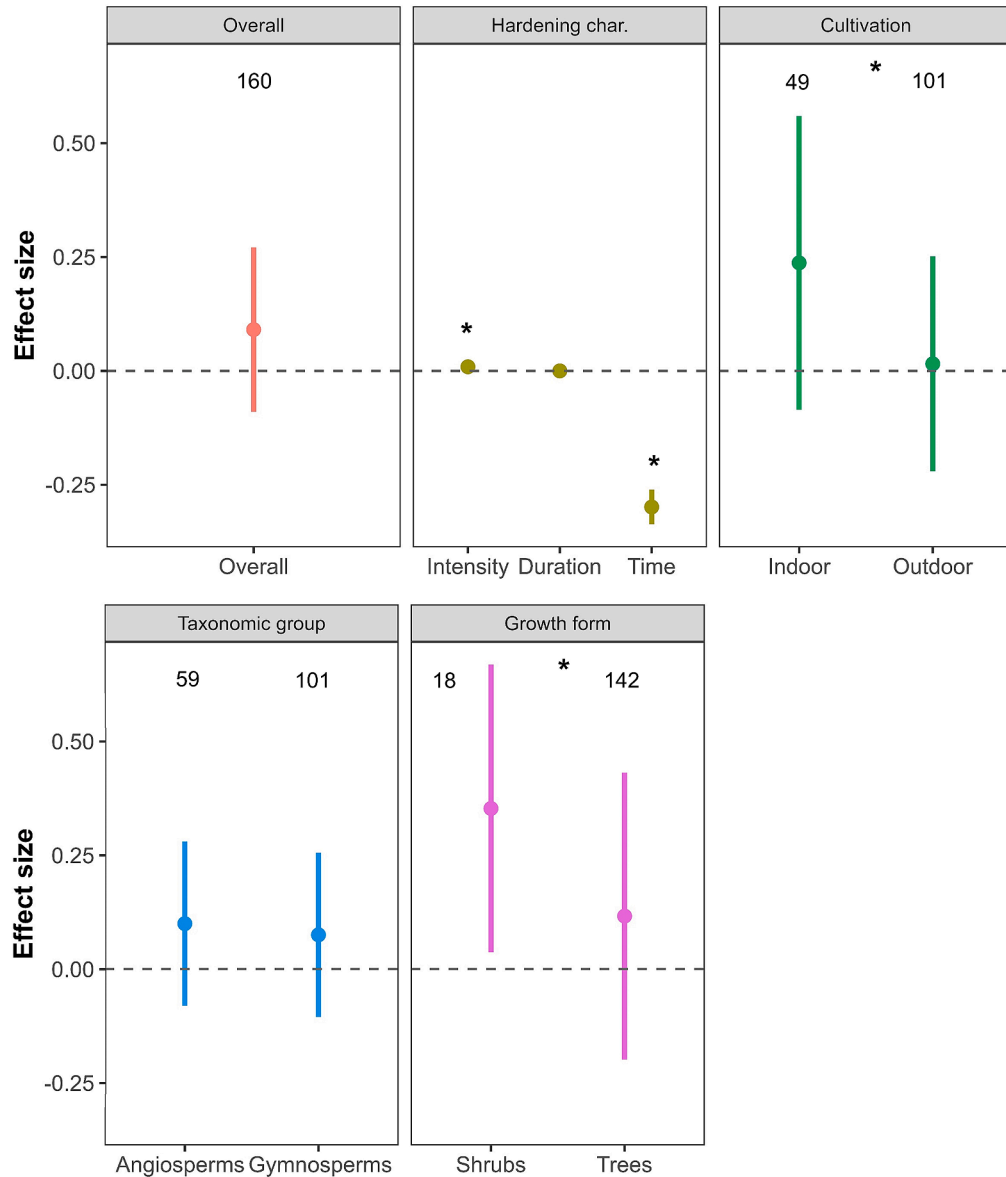 Overall
Hardening char.
Cultivation
160
*
49
101
0.50
0.25
0.00
-0.25
Effect size
*
*
Overall
Intensity Duration Time
Indoor Outdoor
Taxonomic group
Growth form
59
101
18
*
142
0.50
0.25
0.00
-0.25
Effect size
Angiosperms Gymnosperms
Shrubs Trees